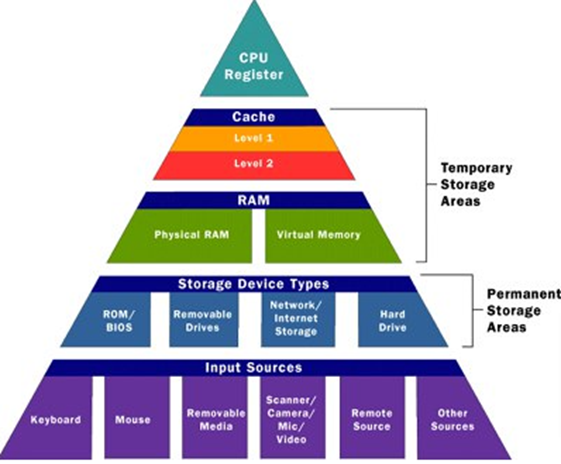 CPU
Register
Cache
Level 1
Level 2
Temporary
Storage
Areas
RAM
Physical RAM
Virtual Memory
Storage Device Types
ROM/
BIOS
Removable
Drives
Network/
Internet
Storage
Hard
Drive
Permanent
Storage
Areas
Input Sources
Keyboard
Mouse
Removable
Media
Scanner/
Camera/
Mic/
Video
Remote
Source
Other
Sources